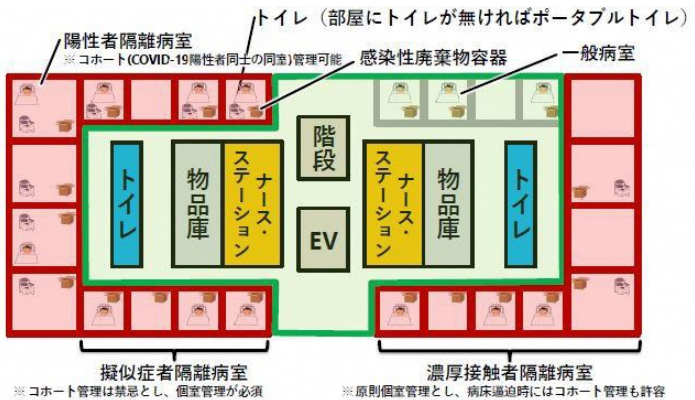 トイレ（部屋にトイレが無ければポータブルトイレ）
陽性者隔離病室
※ コホート(COVID-19陽性者同士の同室)管理可能
感染性廃棄物容器
一般病室
トイレ
物品庫
ナース・
ステーション
階段
EV
ナース・
ステーション
物品庫
トイレ
擬似症者隔離病室
※ コホート管理は禁忌とし、個室管理が必須
濃厚接触者隔離病室
※ 原則個室管理とし、病床逼迫時にはコホート管理も許容